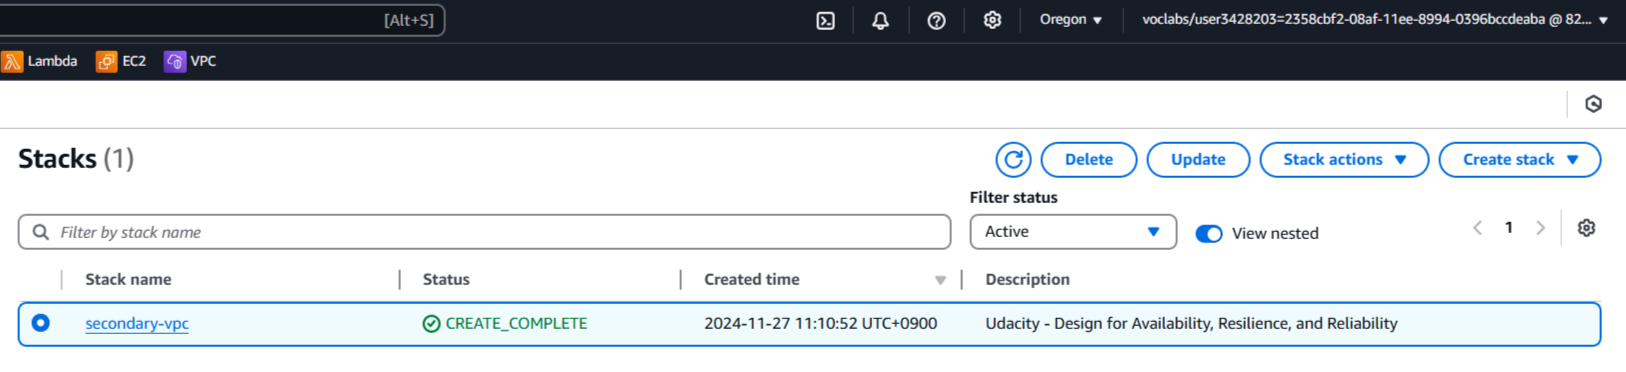 [Alt+S] Oregon voclabs/user3428203=2358cbf2-08af-11ee-8994-0396bccdeaba @ 82...
Lambda EC2 VPC
Stacks (1) Delete Update Stack actions Create stack
Filter status
Filter by stack name Active View nested 1
Stack name Status Created time Description
secondary-vpc CREATE_COMPLETE 2024-11-27 11:10:52 UTC+0900 Udacity - Design for Availability, Resilience, and Reliability